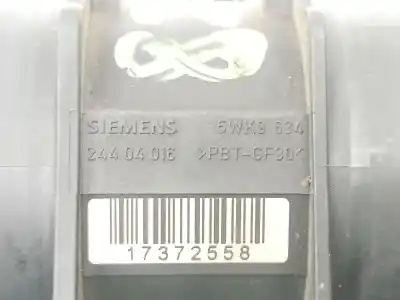 SIEMENS 5WK9 634
244 04 016 >PBT-GF30<
17372558